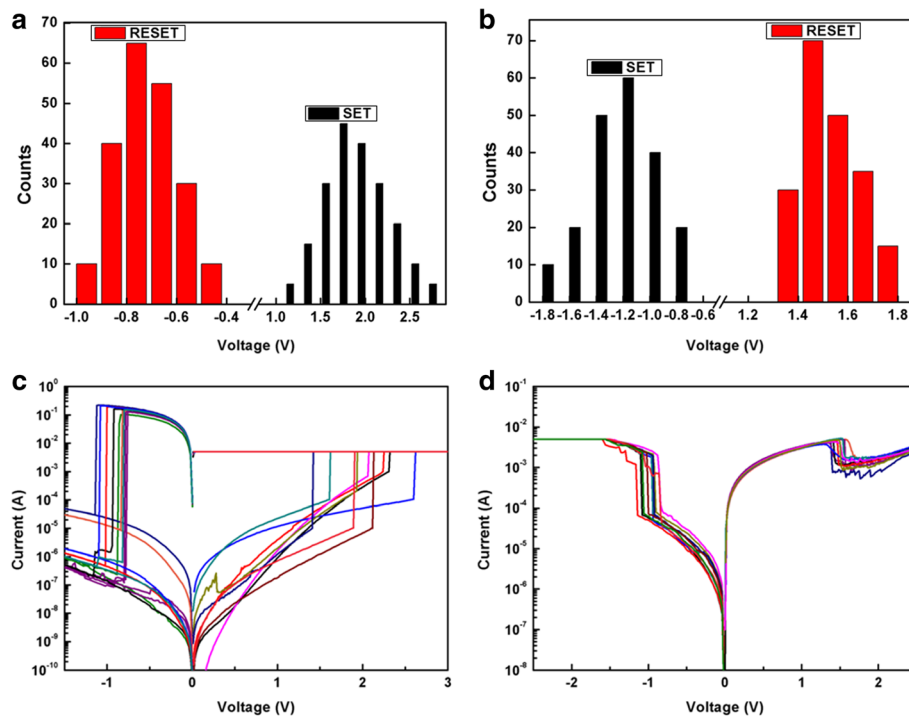 a
70
60
50
40
30
20
10
0
Counts
RESET
SET
-1.0 -0.8 -0.6 -0.4 1.0 1.5 2.0 2.5
Voltage (V)
b
70
60
50
40
30
20
10
0
Counts
SET
RESET
-1.8 -1.6 -1.4 -1.2 -1.0 -0.8 -0.6 1.4 1.6 1.8
Voltage (V)
c
10⁰
10⁻¹
10⁻²
10⁻³
10⁻⁴
10⁻⁵
10⁻⁶
10⁻⁷
10⁻⁸
10⁻⁹
10⁻¹⁰
Current (A)
-1 0 1 2 3
Voltage (V)
d
10⁻¹
10⁻²
10⁻³
10⁻⁴
10⁻⁵
10⁻⁶
10⁻⁷
10⁻⁸
Current (A)
-2 -1 0 1 2
Voltage (V)